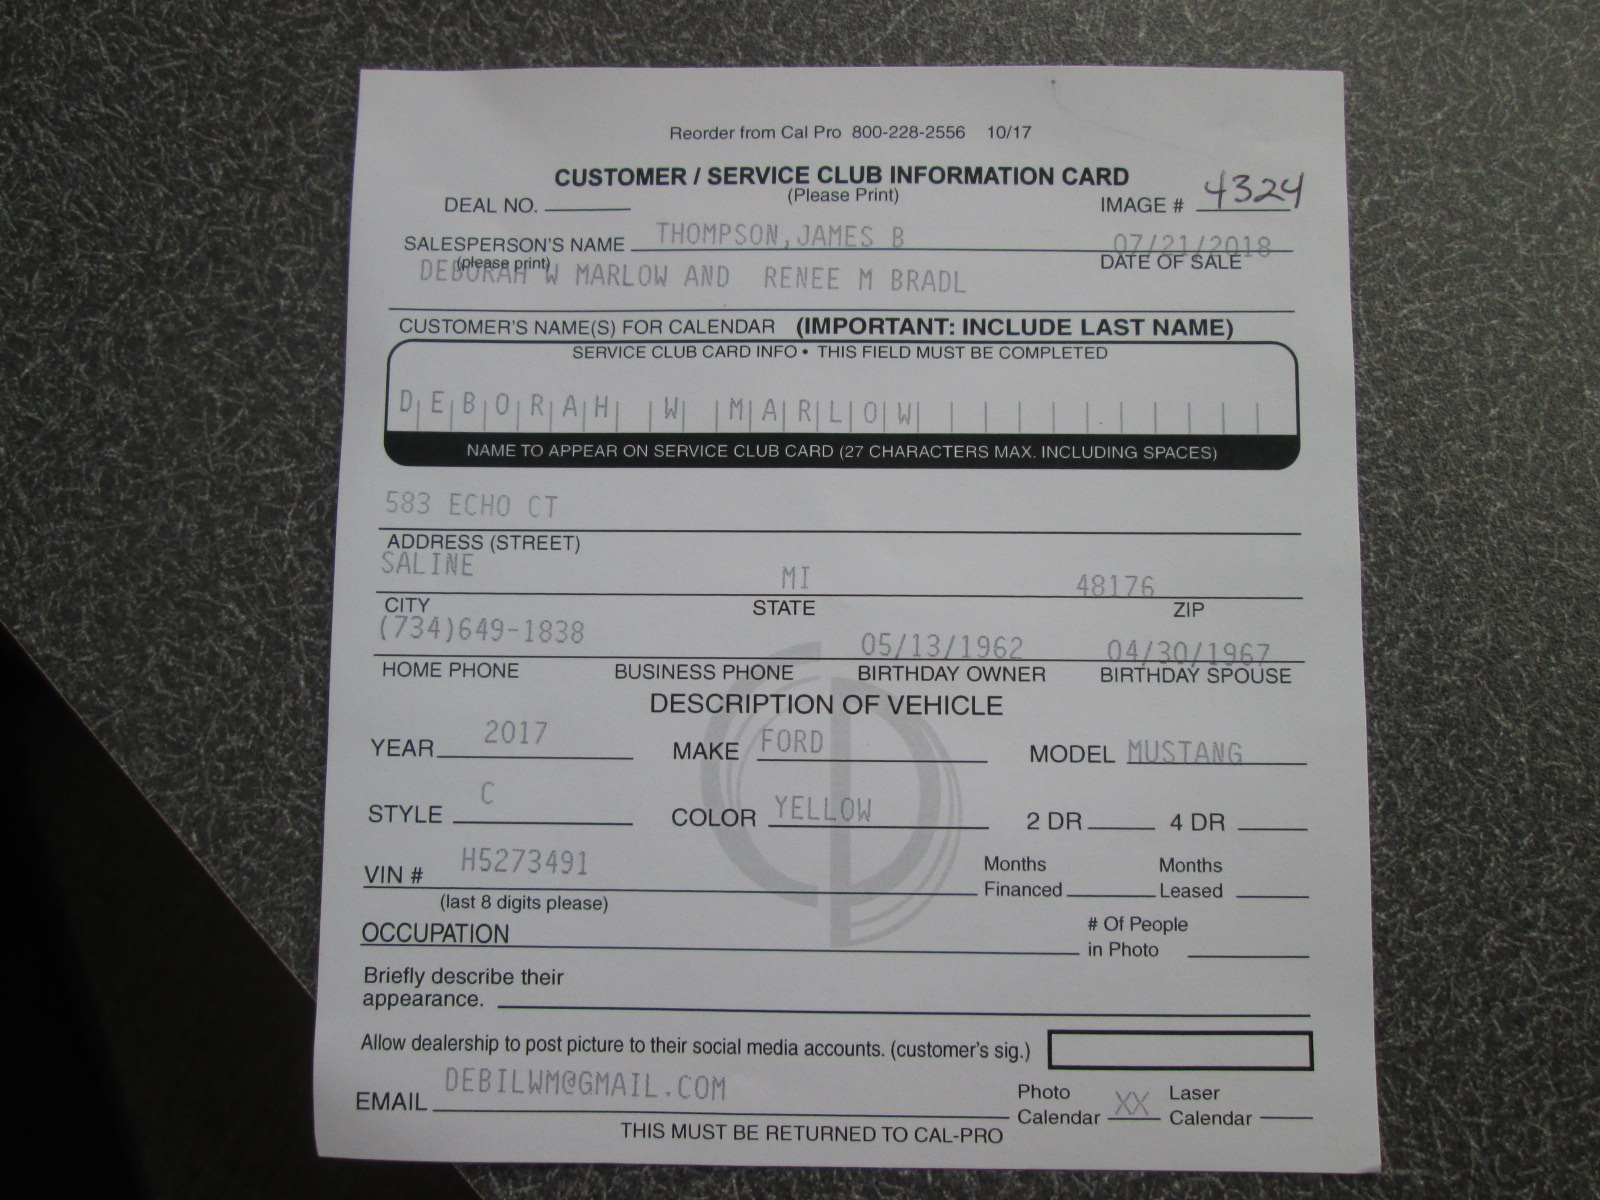 Reorder from Cal Pro 800-228-2556 10/17
CUSTOMER / SERVICE CLUB INFORMATION CARD
(Please Print)
DEAL NO. IMAGE # 4324
SALESPERSON'S NAME THOMPSON,JAMES B 07/21/2018
(please print) DATE OF SALE
DEBORAH W MARLOW AND RENEE M BRADL
CUSTOMER'S NAME(S) FOR CALENDAR (IMPORTANT: INCLUDE LAST NAME)
SERVICE CLUB CARD INFO • THIS FIELD MUST BE COMPLETED
DEBORAH W MARLOW
NAME TO APPEAR ON SERVICE CLUB CARD (27 CHARACTERS MAX. INCLUDING SPACES)
583 ECHO CT
ADDRESS (STREET)
SALINE MI 48176
CITY STATE ZIP
(734)649-1838 05/13/1962 04/30/1967
HOME PHONE BUSINESS PHONE BIRTHDAY OWNER BIRTHDAY SPOUSE
DESCRIPTION OF VEHICLE
YEAR 2017 MAKE FORD MODEL MUSTANG
STYLE C COLOR YELLOW 2 DR 4 DR
VIN # H5273491 Months Financed Months Leased
(last 8 digits please)
OCCUPATION # Of People in Photo
Briefly describe their
appearance.
Allow dealership to post picture to their social media accounts. (customer's sig.)
EMAIL DEBILWM@GMAIL.COM Photo Calendar XX Laser Calendar
THIS MUST BE RETURNED TO CAL-PRO